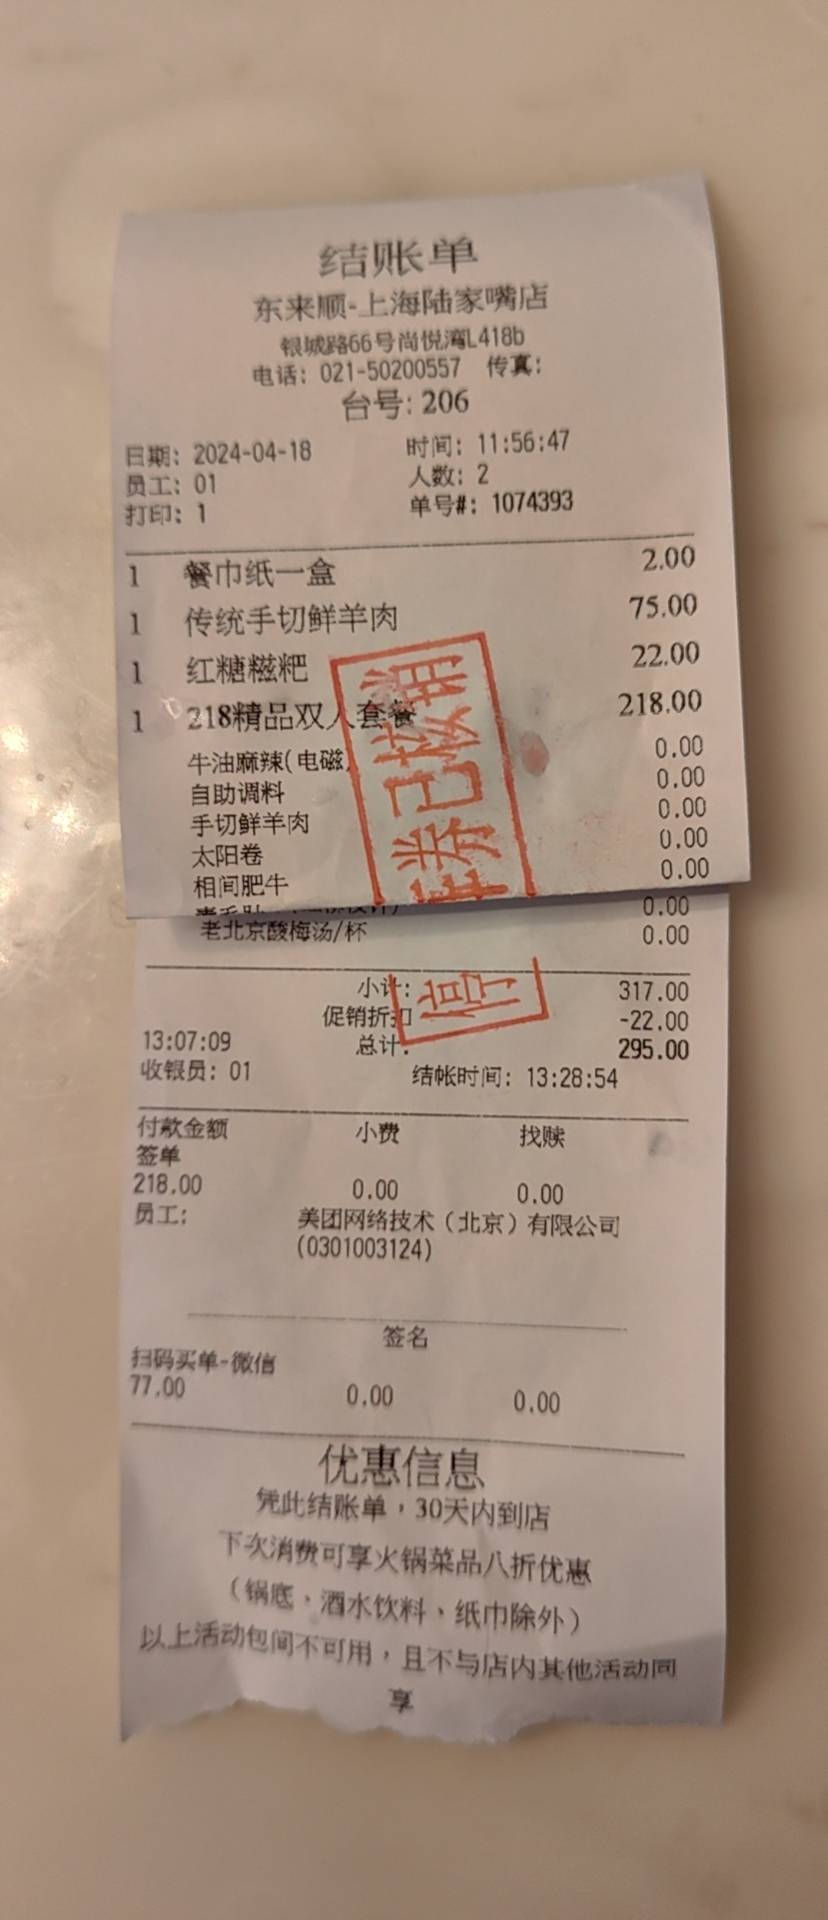 结账单
东来顺-上海陆家嘴店
银城路66号尚悦湾L418b
电话: 021-50200557 传真:
台号: 206
日期: 2024-04-18 时间: 11:56:47
员工: 01 人数: 2
打印: 1 单号#: 1074393
1 餐巾纸一盒 2.00
1 传统手切鲜羊肉 75.00
1 红糖糍粑 22.00
1 218精品双人套餐 218.00
牛油麻辣(电磁 0.00
自助调料 0.00
手切鲜羊肉 0.00
太阳卷 0.00
相间肥牛 0.00
0.00
老北京酸梅汤/杯 0.00
券已核销
小计: 317.00
促销折扣 -22.00
13:07:09 总计: 295.00
收银员: 01 结帐时间: 13:28:54
付款金额 小费 找赎
签单
218.00 0.00 0.00
员工: 美团网络技术（北京）有限公司
(0301003124)
签名
扫码买单-微信
77.00 0.00 0.00
优惠信息
凭此结账单，30天内到店
下次消费可享火锅菜品八折优惠
（锅底、酒水饮料、纸巾除外）
以上活动包间不可用，且不与店内其他活动同
享